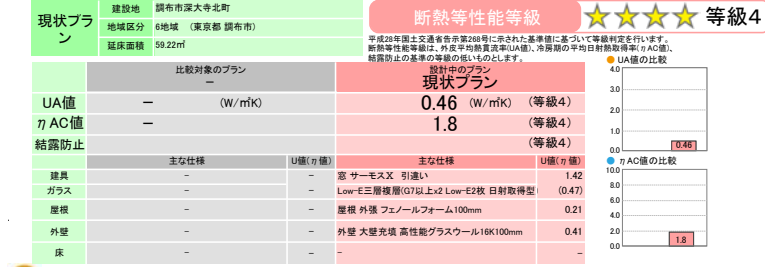 現状プラン
建設地 調布市深大寺北町
地域区分 6地域 (東京都 調布市)
延床面積 59.22㎡
断熱等性能等級 ★★★★ 等級4
平成28年国土交通省告示第268号に示された基準値に基づいて等級判定を行います。
断熱等性能等級は、外皮平均熱貫流率(UA値)、冷房期の平均日射熱取得率(ηAC値)、
結露防止の基準の等級の低いものとします。
比較対象のプラン
－
設計中のプラン
現状プラン
UA値 － (W/㎡K) 0.46 (W/㎡K) (等級4)
ηAC値 － 1.8 (等級4)
結露防止 (等級4)
主な仕様 U値(η値) 主な仕様 U値(η値)
建具 - - 窓 サーモスX 引違い 1.42
ガラス - Low-E三層複層(G7以上x2 Low-E2枚 日射取得型 (0.47)
屋根 - - 屋根 外張 フェノールフォーム100mm 0.21
外壁 - - 外壁 大壁充填 高性能グラスウール16K100mm 0.41
床 - - - -
UA値の比較
4.0
3.0
2.0
1.0
0.0
0.46
ηAC値の比較
10.0
8.0
6.0
4.0
2.0
0.0
1.8